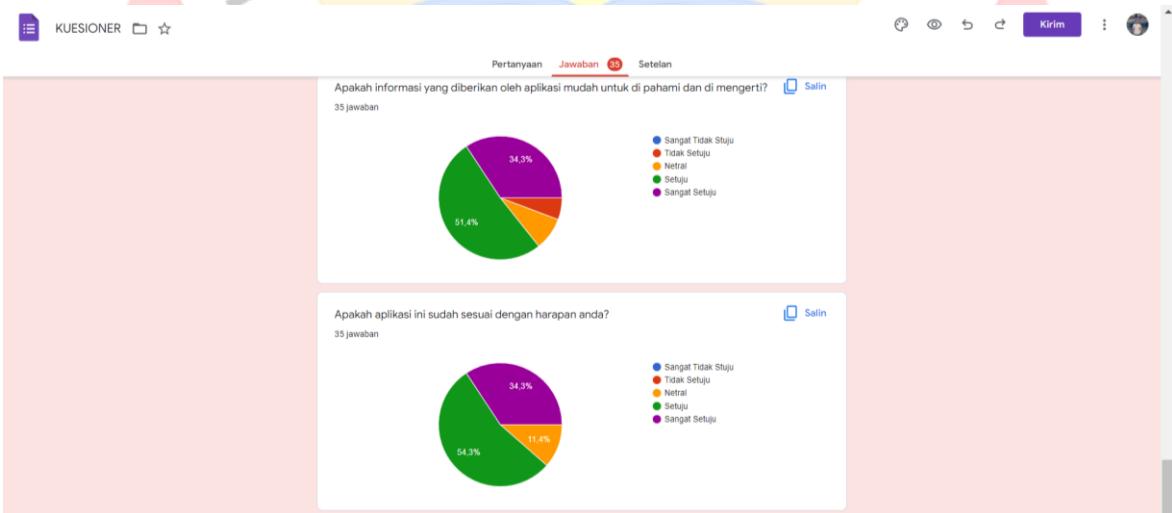 KUESIONER
Kirim
Pertanyaan Jawaban 35 Setelan
Apakah informasi yang diberikan oleh aplikasi mudah untuk di pahami dan di mengerti?
Salin
35 jawaban
34,3%
51,4%
Sangat Tidak Stuju
Tidak Setuju
Netral
Setuju
Sangat Setuju
Apakah aplikasi ini sudah sesuai dengan harapan anda?
Salin
35 jawaban
34,3%
11,4%
54,3%
Sangat Tidak Stuju
Tidak Setuju
Netral
Setuju
Sangat Setuju